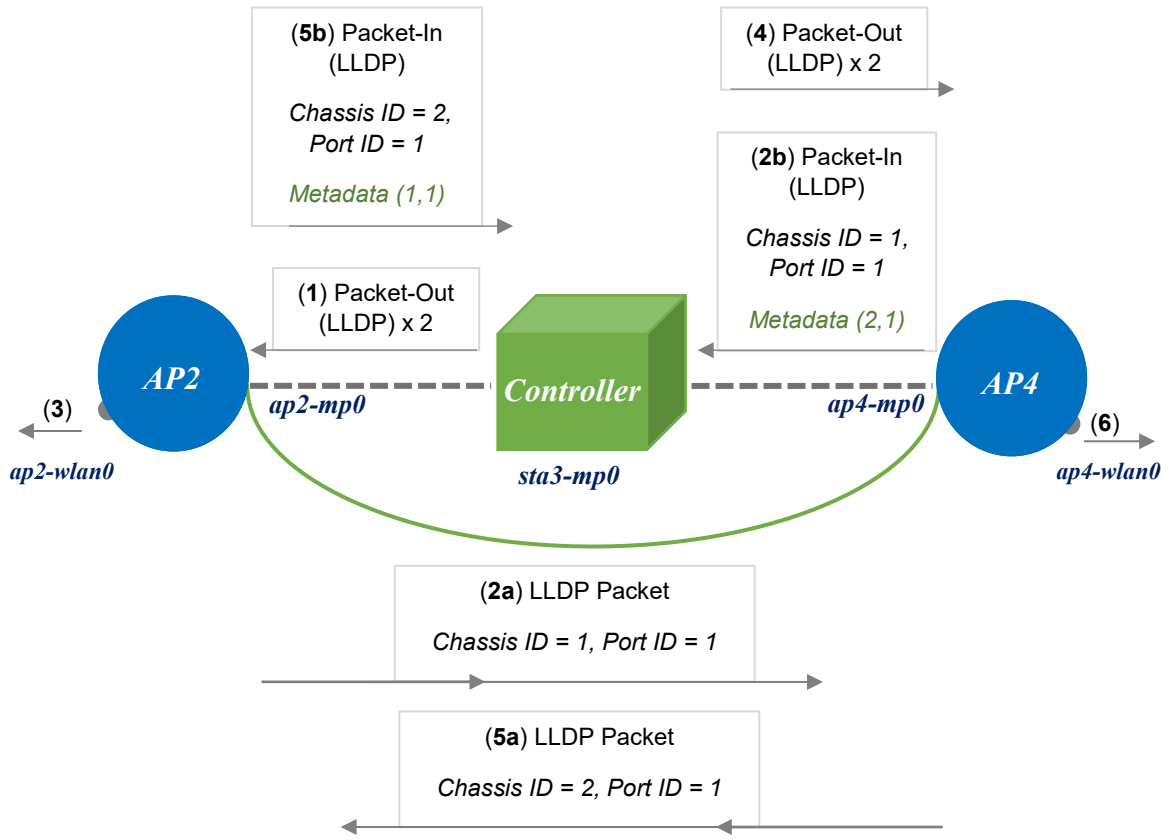 (5b) Packet-In
(LLDP)
Chassis ID = 2,
Port ID = 1
Metadata (1,1)
(4) Packet-Out
(LLDP) x 2
(2b) Packet-In
(LLDP)
Chassis ID = 1,
Port ID = 1
Metadata (2,1)
(1) Packet-Out
(LLDP) x 2
AP2
Controller
AP4
ap2-mp0
ap4-mp0
(3)
ap2-wlan0
sta3-mp0
(6)
ap4-wlan0
(2a) LLDP Packet
Chassis ID = 1, Port ID = 1
(5a) LLDP Packet
Chassis ID = 2, Port ID = 1